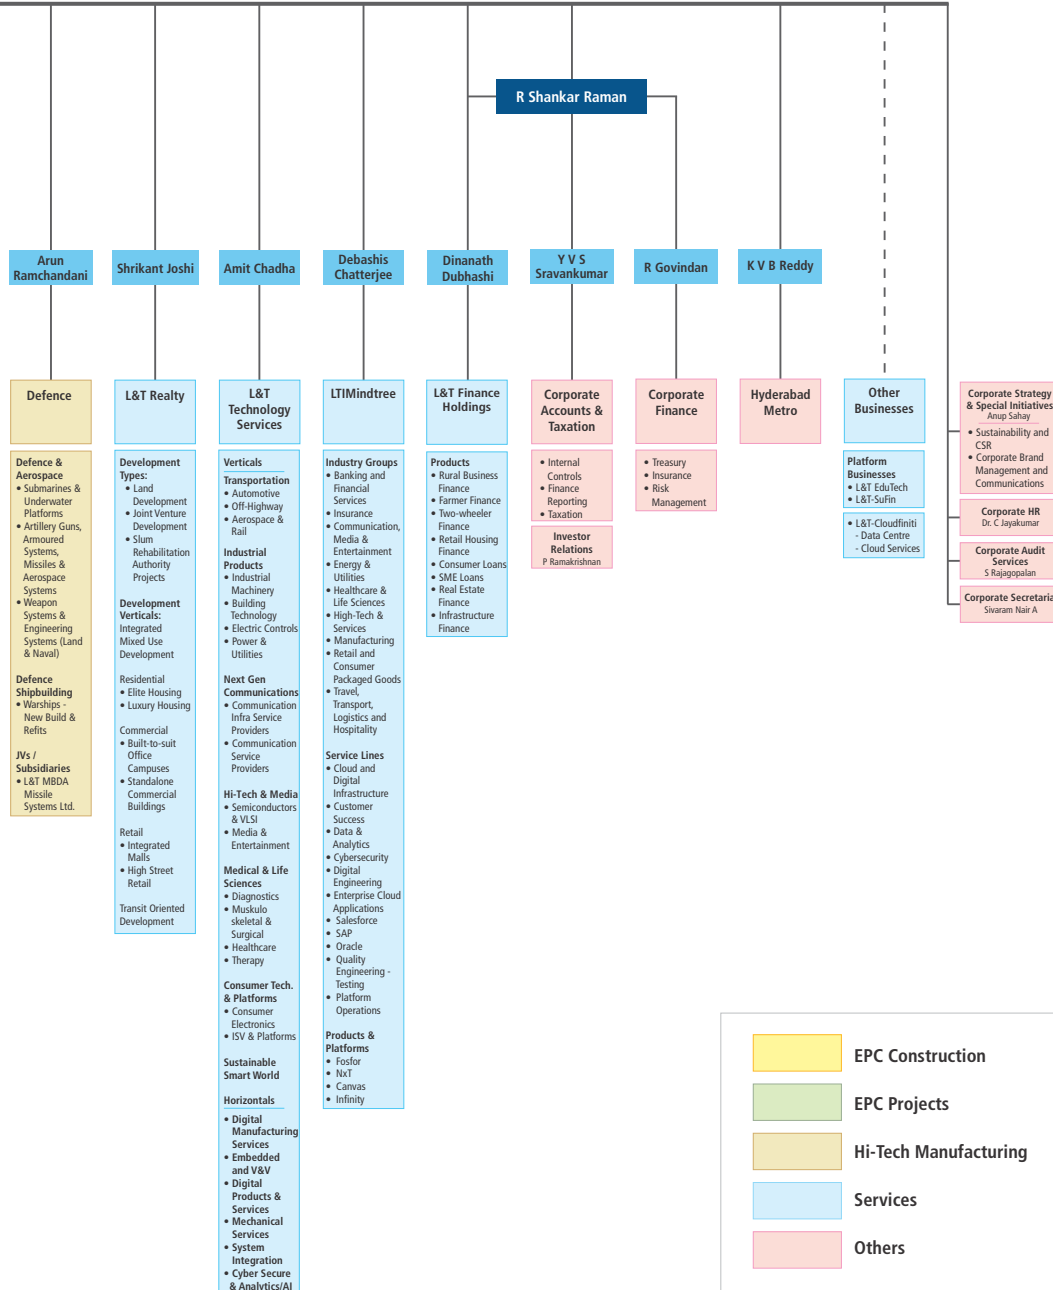 R Shankar Raman
Arun
Ramchandani
Shrikant Joshi
Amit Chadha
Debashis
Chatterjee
Dinanath
Dubhashi
Y V S
Sravankumar
R Govindan
K V B Reddy
Defence
Defence &
Aerospace
• Submarines &
Underwater
Platforms
• Artillery Guns,
Armoured
Systems,
Missiles &
Aerospace
Systems
• Weapon
Systems &
Engineering
Systems (Land
& Naval)
Defence
Shipbuilding
• Warships -
New Build &
Refits
JVs /
Subsidiaries
• L&T MBDA
Missile
Systems Ltd.
L&T Realty
Development
Types:
• Land
Development
• Joint Venture
Development
• Slum
Rehabilitation
Authority
Projects
Development
Verticals:
Integrated
Mixed Use
Development
Residential
• Elite Housing
• Luxury Housing
Commercial
• Built-to-suit
Office
Campuses
• Standalone
Commercial
Buildings
Retail
• Integrated
Malls
• High Street
Retail
Transit Oriented
Development
L&T
Technology
Services
Verticals
Transportation
• Automotive
• Off-Highway
• Aerospace &
Rail
Industrial
Products
• Industrial
Machinery
• Building
Technology
• Electric Controls
• Power &
Utilities
Next Gen
Communications
• Communication
Infra Service
Providers
• Communication
Service
Providers
Hi-Tech & Media
• Semiconductors
& VLSI
• Media &
Entertainment
Medical & Life
Sciences
• Diagnostics
• Muskulo
skeletal &
Surgical
• Healthcare
• Therapy
Consumer Tech.
& Platforms
• Consumer
Electronics
• ISV & Platforms
Sustainable
Smart World
Horizontals
• Digital
Manufacturing
Services
• Embedded
and V&V
• Digital
Products &
Services
• Mechanical
Services
• System
Integration
• Cyber Secure
& Analytics/AI
LTIMindtree
Industry Groups
• Banking and
Financial
Services
• Insurance
• Communication,
Media &
Entertainment
• Energy &
Utilities
• Healthcare &
Life Sciences
• High-Tech &
Services
• Manufacturing
• Retail and
Consumer
Packaged Goods
• Travel,
Transport,
Logistics and
Hospitality
Service Lines
• Cloud and
Digital
Infrastructure
• Customer
Success
• Data &
Analytics
• Cybersecurity
• Digital
Engineering
• Enterprise Cloud
Applications
• Salesforce
• SAP
• Oracle
• Quality
Engineering -
Testing
• Platform
Operations
Products &
Platforms
• Fosfor
• NxT
• Canvas
• Infinity
L&T Finance
Holdings
Products
• Rural Business
Finance
• Farmer Finance
• Two-wheeler
Finance
• Retail Housing
Finance
• Consumer Loans
• SME Loans
• Real Estate
Finance
• Infrastructure
Finance
Corporate
Accounts &
Taxation
• Internal
Controls
• Finance
Reporting
• Taxation
Investor
Relations
P Ramakrishnan
Corporate
Finance
• Treasury
• Insurance
• Risk
Management
Hyderabad
Metro
Other
Businesses
Platform
Businesses
• L&T EduTech
• L&T-SuFin
• L&T-Cloudfiniti
- Data Centre
- Cloud Services
Corporate Strategy
& Special Initiatives
Anup Sahay
• Sustainability and
CSR
• Corporate Brand
Management and
Communications
Corporate HR
Dr. C Jayakumar
Corporate Audit
Services
S Rajagopalan
Corporate Secretaria
Sivaram Nair A
EPC Construction
EPC Projects
Hi-Tech Manufacturing
Services
Others